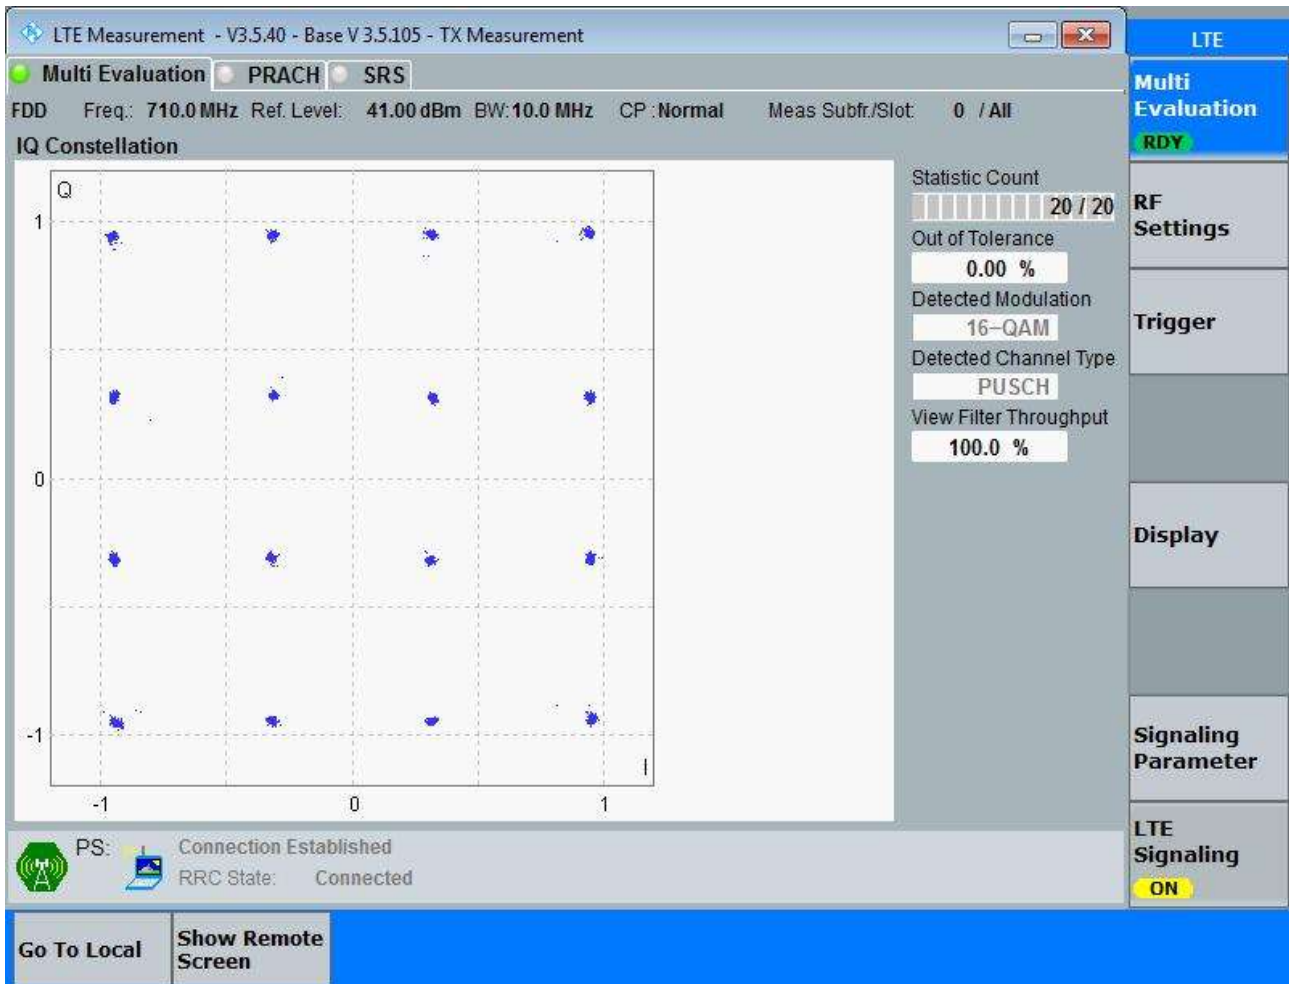 LTE Measurement - V3.5.40 - Base V 3.5.105 - TX Measurement
Multi Evaluation PRACH SRS
FDD Freq.: 710.0 MHz Ref. Level: 41.00 dBm BW: 10.0 MHz CP : Normal Meas Subfr./Slot: 0 / All
IQ Constellation
Q
1
0
-1
I
-1 0 1
Statistic Count
20 / 20
Out of Tolerance
0.00 %
Detected Modulation
16-QAM
Detected Channel Type
PUSCH
View Filter Throughput
100.0 %
PS: Connection Established
RRC State: Connected
LTE
Multi
Evaluation
RDY
RF
Settings
Trigger
Display
Signaling
Parameter
LTE
Signaling
ON
Go To Local
Show Remote
Screen